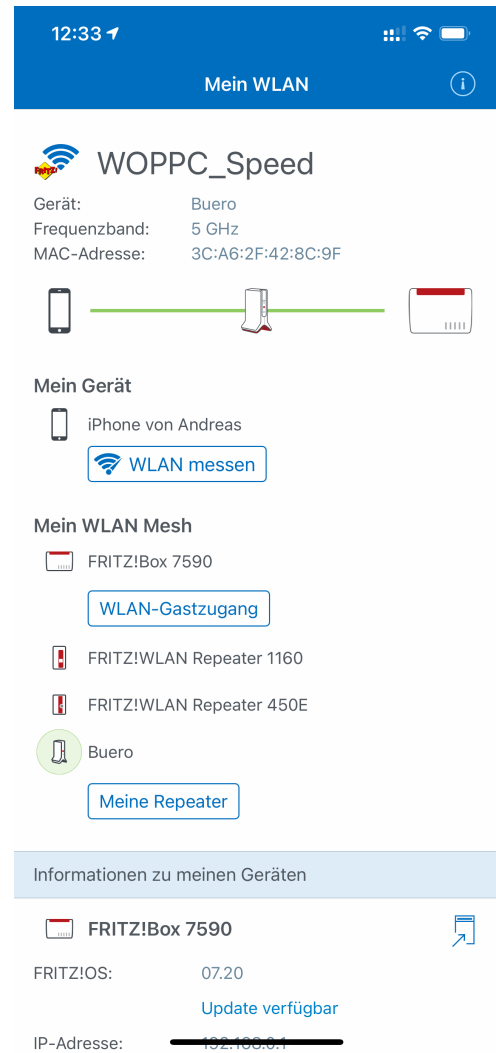 12:33
Mein WLAN
FRITZ!
WOPPC_Speed
Gerät: Buero
Frequenzband: 5 GHz
MAC-Adresse: 3C:A6:2F:42:8C:9F
Mein Gerät
iPhone von Andreas
WLAN messen
Mein WLAN Mesh
FRITZ!Box 7590
WLAN-Gastzugang
FRITZ!WLAN Repeater 1160
FRITZ!WLAN Repeater 450E
Buero
Meine Repeater
Informationen zu meinen Geräten
FRITZ!Box 7590
FRITZ!OS: 07.20
Update verfügbar
IP-Adresse: